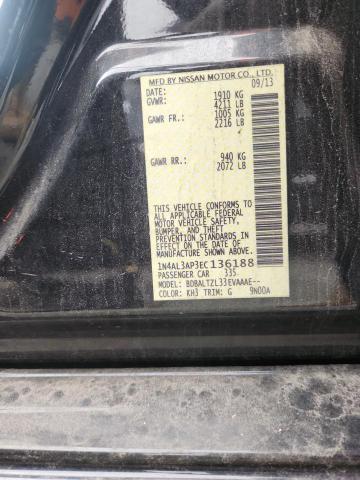 MFD BY NISSAN MOTOR CO., LTD.
DATE: 09/13
GVWR: 1910 KG
4211 LB
GAWR FR: 1005 KG
2216 LB
GAWR RR: 940 KG
2072 LB
THIS VEHICLE CONFORMS TO
ALL APPLICABLE FEDERAL
MOTOR VEHICLE SAFETY,
BUMPER, AND THEFT
PREVENTION STANDARDS IN
EFFECT ON THE DATE OF
MANUFACTURE SHOWN ABOVE.
1N4AL3AP3EC136188
PASSENGER CAR 335
MODEL: BDBALTZL33EVAAAE--
COLOR: KH3 TRIM: G 9N00A